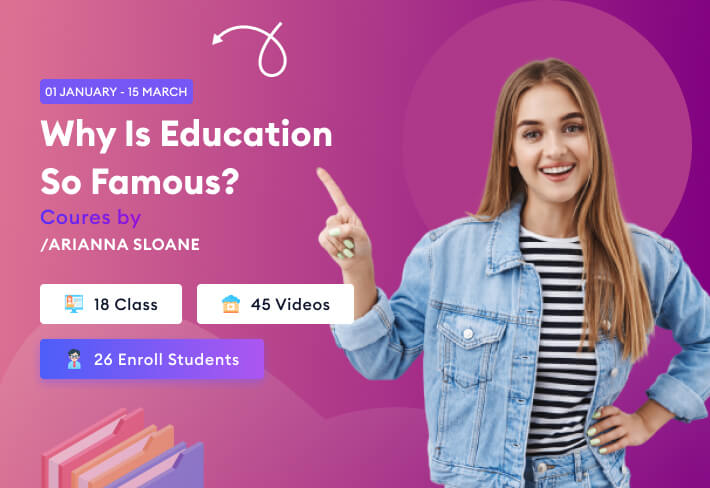 01 JANUARY - 15 MARCH
Why Is Education
So Famous?
Coures by
/ARIANNA SLOANE
18 Class
45 Videos
26 Enroll Students